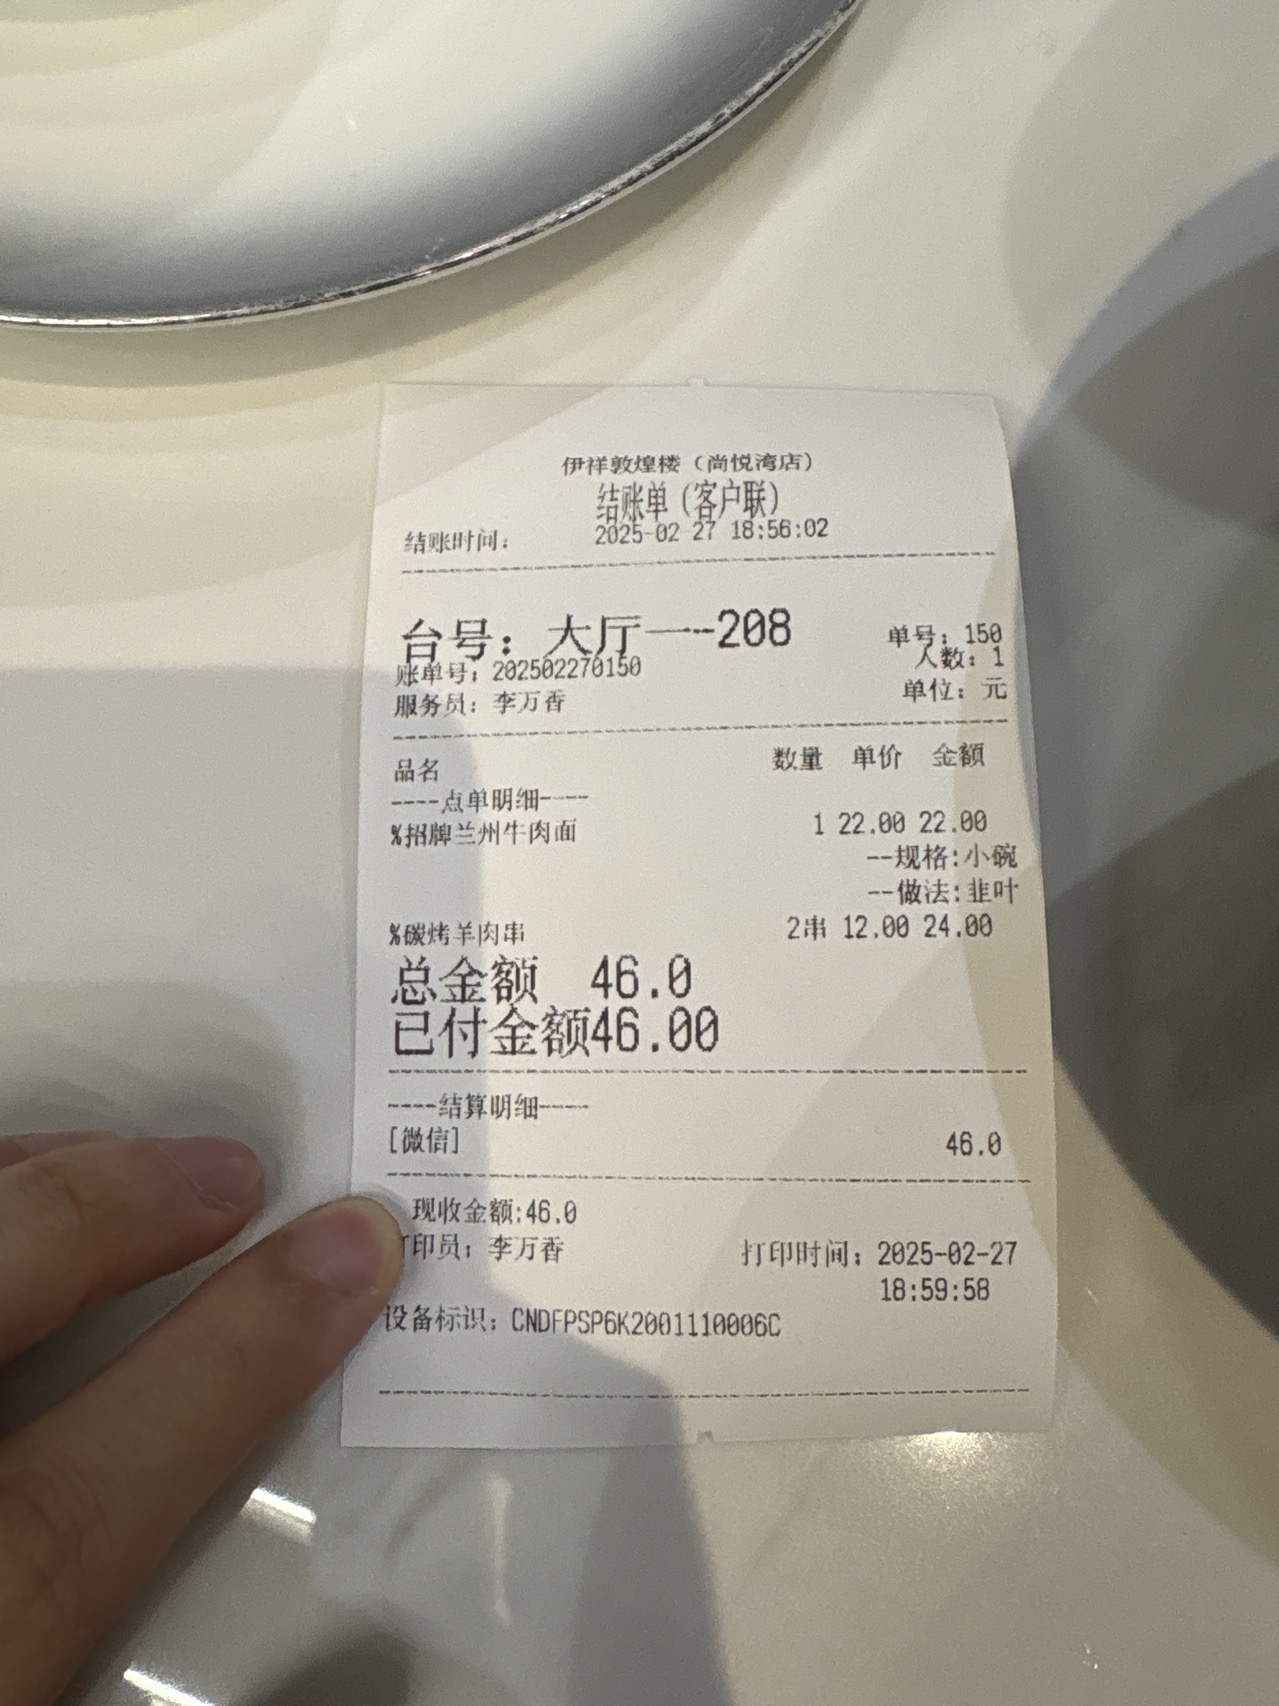 伊祥敦煌楼（尚悦湾店）
结账单（客户联）
结账时间： 2025-02-27 18:56:02
台号：大厅一--208 单号：150
人数：1
账单号：202502270150
服务员：李万香 单位：元
品名 数量 单价 金额
----点单明细----
%招牌兰州牛肉面 1 22.00 22.00
--规格:小碗
--做法:韭叶
%碳烤羊肉串 2串 12.00 24.00
总金额 46.0
已付金额46.00
----结算明细----
[微信] 46.0
现收金额:46.0
印员：李万香 打印时间：2025-02-27
18:59:58
设备标识：CNDFPSP6K2001110006C